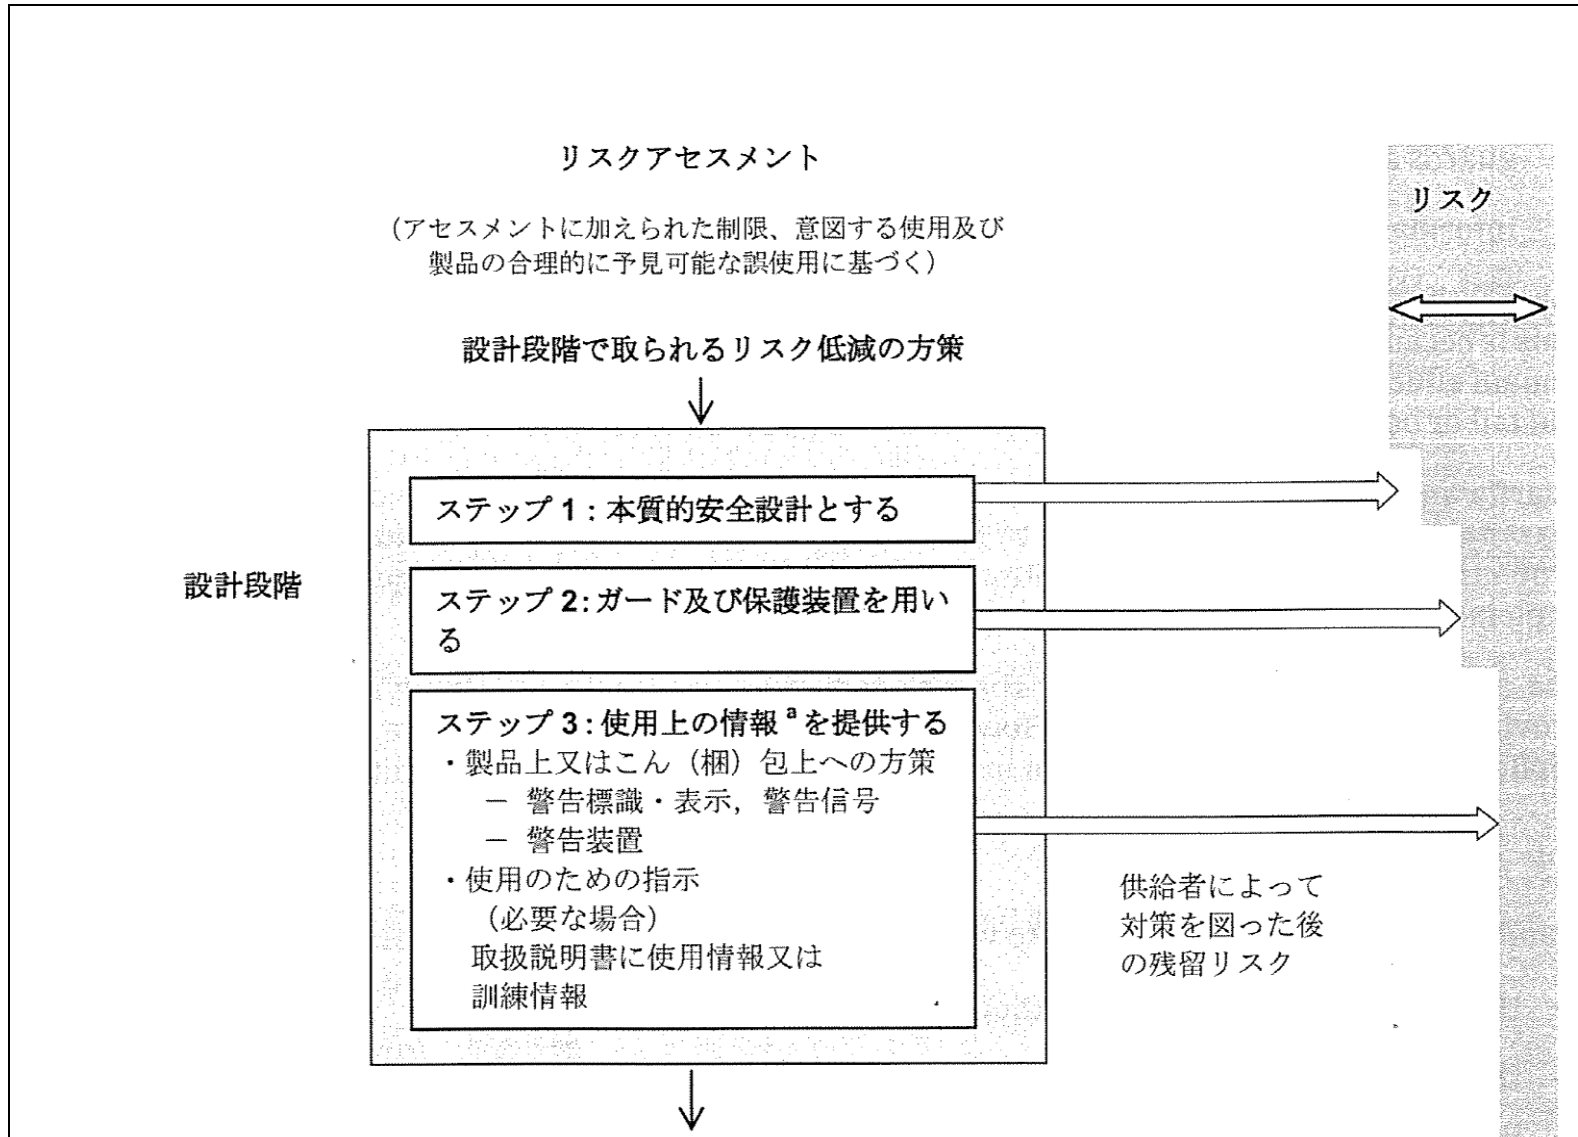 リスクアセスメント
リスク
(アセスメントに加えられた制限、意図する使用及び
製品の合理的に予見可能な誤使用に基づく)
設計段階で取られるリスク低減の方策
ステップ 1 : 本質的安全設計とする
設計段階
ステップ 2 : ガード及び保護装置を用い
る
ステップ 3 : 使用上の情報 a を提供する
・製品上又はこん（梱）包上への方策
－ 警告標識・表示，警告信号
－ 警告装置
・使用のための指示
（必要な場合）
取扱説明書に使用情報又は
訓練情報
供給者によって
対策を図った後
の残留リスク